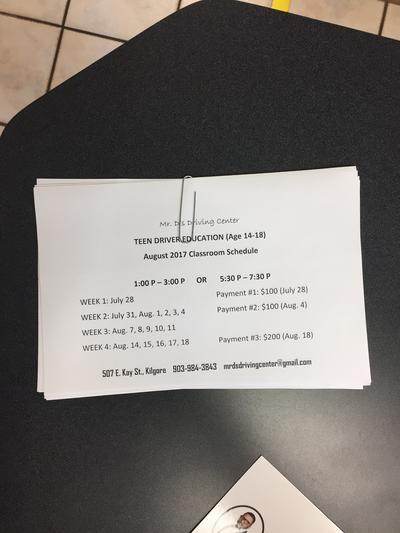 Mr. D's Driving Center
TEEN DRIVER EDUCATION (Age 14-18)
August 2017 Classroom Schedule
1:00 P – 3:00 P OR 5:30 P – 7:30 P
WEEK 1: July 28 Payment #1: $100 (July 28)
WEEK 2: July 31, Aug. 1, 2, 3, 4 Payment #2: $100 (Aug. 4)
WEEK 3: Aug. 7, 8, 9, 10, 11
WEEK 4: Aug. 14, 15, 16, 17, 18 Payment #3: $200 (Aug. 18)
507 E. Kay St., Kilgore 903-984-3843 mrdsdrivingcenter@gmail.com